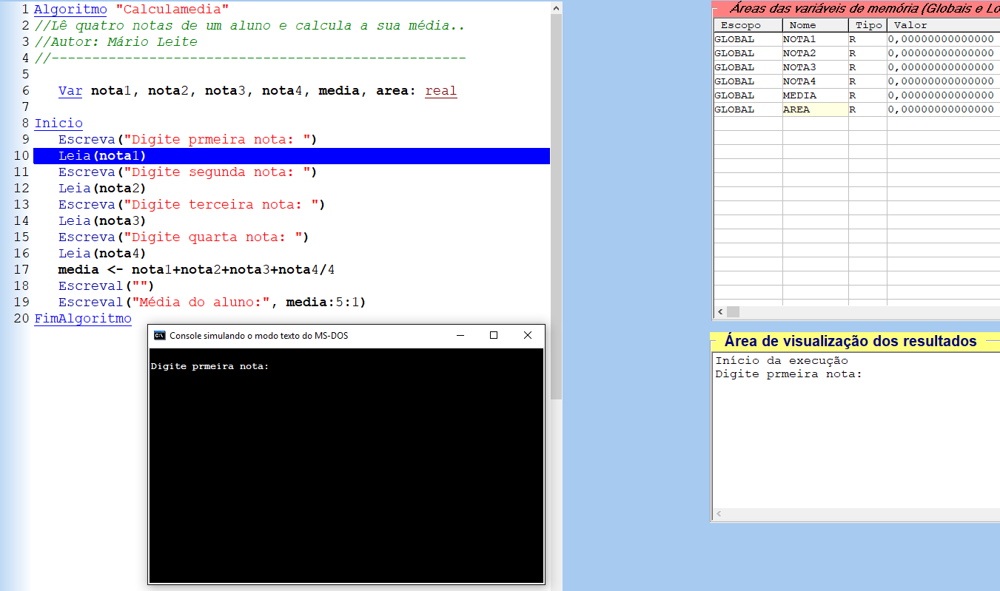 1 Algoritmo "Calculamedia"
2 //Lê quatro notas de um aluno e calcula a sua média..
3 //Autor: Mário Leite
4 //---------------------------------------------------
5
6 Var nota1, nota2, nota3, nota4, media, area: real
7
8 Inicio
9 Escreva("Digite prmeira nota: ")
10 Leia(nota1)
11 Escreva("Digite segunda nota: ")
12 Leia(nota2)
13 Escreva("Digite terceira nota: ")
14 Leia(nota3)
15 Escreva("Digite quarta nota: ")
16 Leia(nota4)
17 media <- nota1+nota2+nota3+nota4/4
18 Escreval("")
19 Escreval("Média do aluno:", media:5:1)
20 FimAlgoritmo
Console simulando o modo texto do MS-DOS
Digite prmeira nota:
Áreas das variáveis de memória (Globais e Lo
Escopo Nome Tipo Valor
GLOBAL NOTA1 R 0,00000000000000
GLOBAL NOTA2 R 0,00000000000000
GLOBAL NOTA3 R 0,00000000000000
GLOBAL NOTA4 R 0,00000000000000
GLOBAL MEDIA R 0,00000000000000
GLOBAL AREA R 0,00000000000000
Área de visualização dos resultados
Início da execução
Digite prmeira nota: